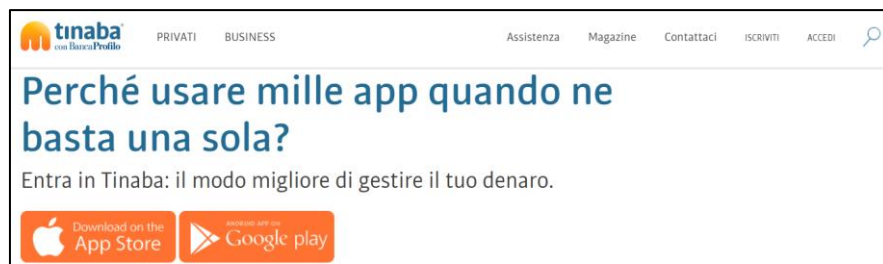 tinaba
con BancaProfilo
PRIVATI BUSINESS Assistenza Magazine Contattaci ISCRIVITI ACCEDI
Perché usare mille app quando ne
basta una sola?
Entra in Tinaba: il modo migliore di gestire il tuo denaro.
Download on the
App Store
ANDROID APP ON
Google play